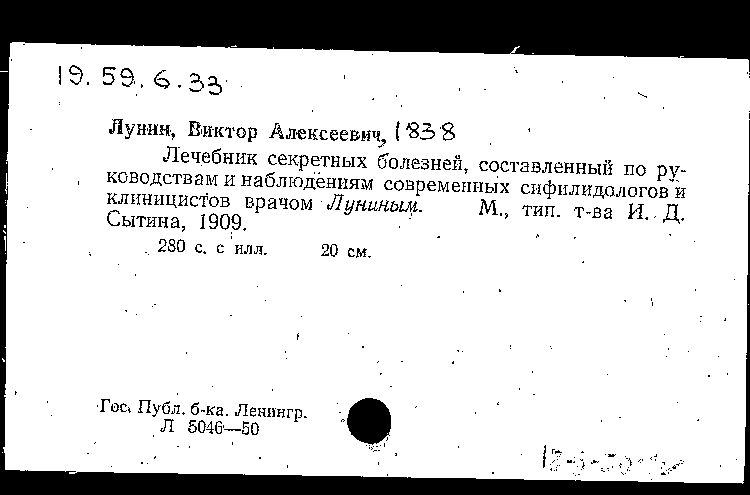 19.59.6.33
Лунин, Виктор Алексеевич, 1838
Лечебник секретных болезней, составленный по ру-
ководствам и наблюдениям современных сифилидологов и
клиницистов врачом Луниным. М., тип. т-ва И. Д.
Сытина, 1909.
280 с. с илл. 20 см.
Гос. Публ. б-ка. Ленингр.
Л 5046—50